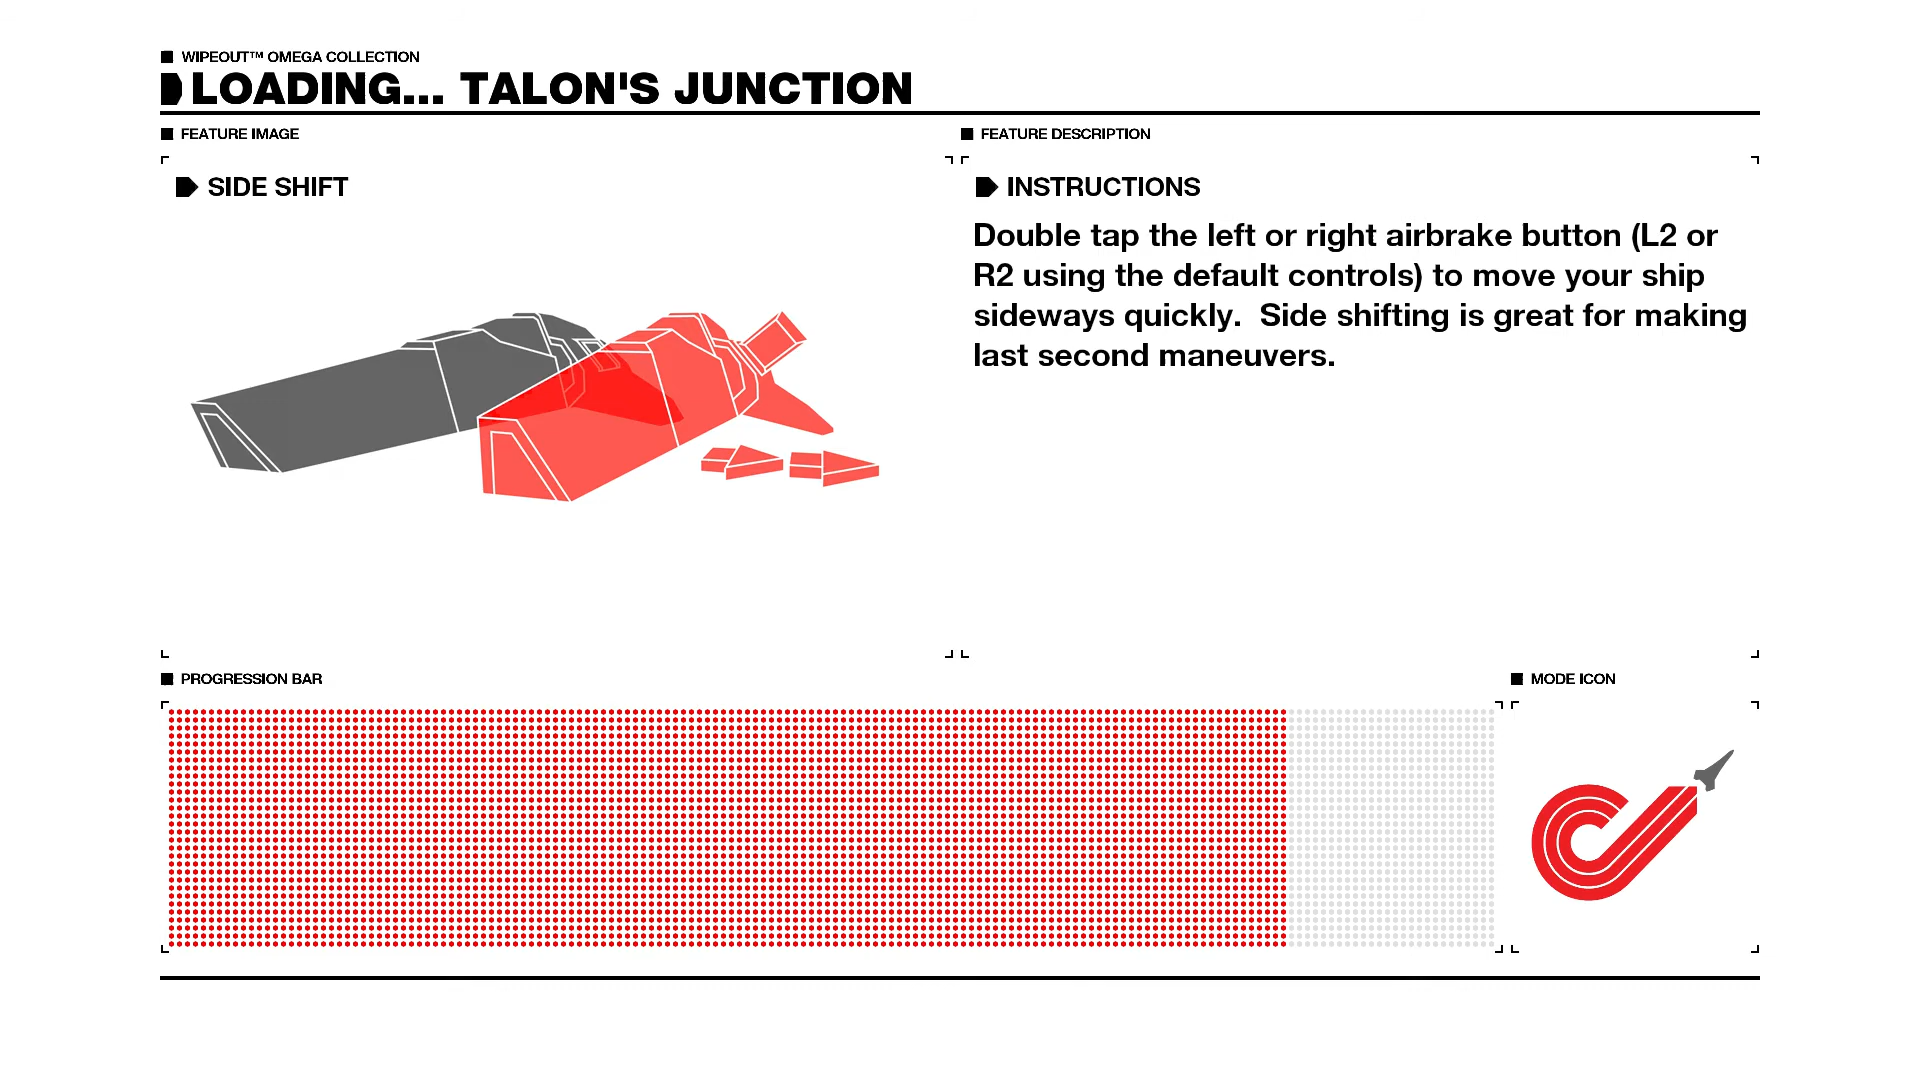 WIPEOUT™ OMEGA COLLECTION
LOADING... TALON'S JUNCTION
FEATURE IMAGE
SIDE SHIFT
FEATURE DESCRIPTION
INSTRUCTIONS
Double tap the left or right airbrake button (L2 or
R2 using the default controls) to move your ship
sideways quickly.  Side shifting is great for making
last second maneuvers.
PROGRESSION BAR
MODE ICON